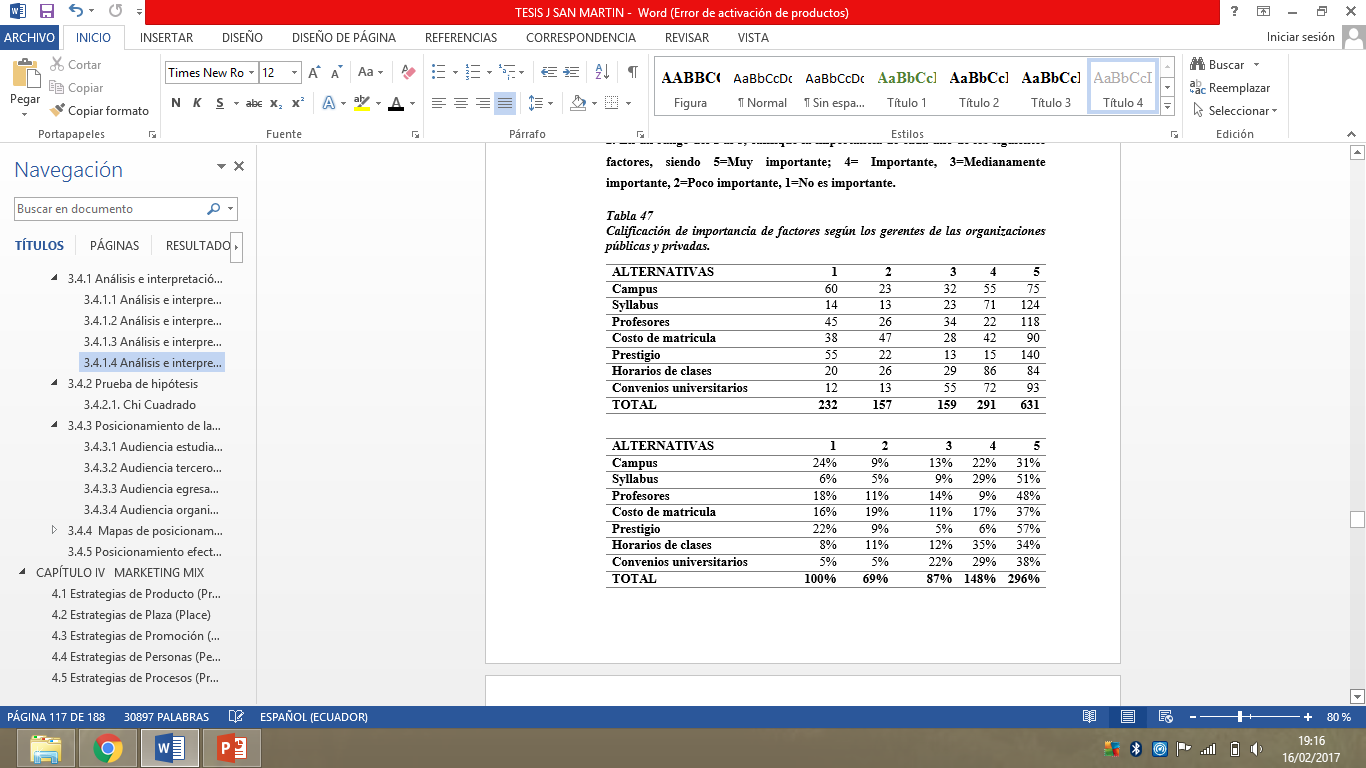 TESIS J SAN MARTIN - Word (Error de activación de productos)
ARCHIVO INICIO INSERTAR DISEÑO DISEÑO DE PÁGINA REFERENCIAS CORRESPONDENCIA REVISAR VISTA Iniciar sesión
Pegar
Cortar
Copiar
Copiar formato
Portapapeles
Times New Ro 12
N K S abc x₂ x²
Fuente
Párrafo
AABBC AaBbCcDc AaBbCcDc AaBbCcI AaBbCcI AaBbCcI AaBbCcI
Figura ¶ Normal ¶ Sin espa... Título 1 Título 2 Título 3 Título 4
Estilos
Buscar
Reemplazar
Seleccionar
Edición
Navegación
Buscar en documento
TÍTULOS PÁGINAS RESULTADO
3.4.1 Análisis e interpretació...
3.4.1.1 Análisis e interpre...
3.4.1.2 Análisis e interpre...
3.4.1.3 Análisis e interpre...
3.4.1.4 Análisis e interpre...
3.4.2 Prueba de hipótesis
3.4.2.1. Chi Cuadrado
3.4.3 Posicionamiento de la...
3.4.3.1 Audiencia estudia...
3.4.3.2 Audiencia tercero...
3.4.3.3 Audiencia egresa...
3.4.3.4 Audiencia organi...
3.4.4 Mapas de posicionam...
3.4.5 Posicionamiento efect...
CAPÍTULO IV MARKETING MIX
4.1 Estrategias de Producto (Pr...
4.2 Estrategias de Plaza (Place)
4.3 Estrategias de Promoción (...
4.4 Estrategias de Personas (Pe...
4.5 Estrategias de Procesos (Pr...
factores, siendo 5=Muy importante; 4= Importante, 3=Medianamente
importante, 2=Poco importante, 1=No es importante.
Tabla 47
Calificación de importancia de factores según los gerentes de las organizaciones
públicas y privadas.
ALTERNATIVAS 1 2 3 4 5
Campus 60 23 32 55 75
Syllabus 14 13 23 71 124
Profesores 45 26 34 22 118
Costo de matricula 38 47 28 42 90
Prestigio 55 22 13 15 140
Horarios de clases 20 26 29 86 84
Convenios universitarios 12 13 55 72 93
TOTAL 232 157 159 291 631
ALTERNATIVAS 1 2 3 4 5
Campus 24% 9% 13% 22% 31%
Syllabus 6% 5% 9% 29% 51%
Profesores 18% 11% 14% 9% 48%
Costo de matricula 16% 19% 11% 17% 37%
Prestigio 22% 9% 5% 6% 57%
Horarios de clases 8% 11% 12% 35% 34%
Convenios universitarios 5% 5% 22% 29% 38%
TOTAL 100% 69% 87% 148% 296%
PÁGINA 117 DE 188 30897 PALABRAS ESPAÑOL (ECUADOR) 80 %
19:16
16/02/2017